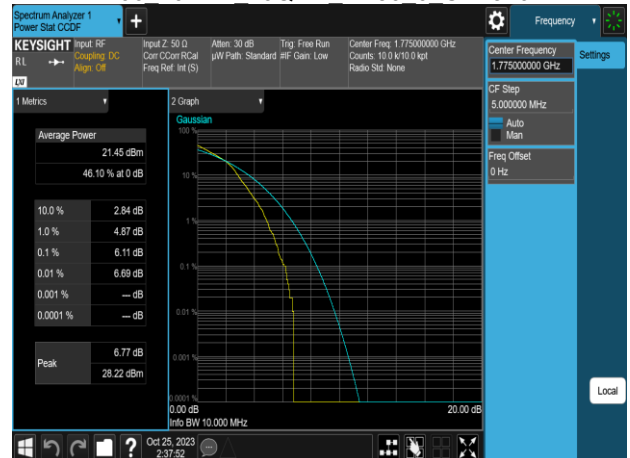 Spectrum Analyzer 1
Power Stat CCDF
Frequency
KEYSIGHT
Input: RF
Input Z: 50 Ω
Atten: 30 dB
Trig: Free Run
Center Freq: 1.775000000 GHz
RL
Coupling: DC
Corr CCorr RCal
µW Path: Standard
#IF Gain: Low
Counts: 10.0 k/10.0 kpt
Align: Off
Freq Ref: Int (S)
Radio Std: None
LXI
Center Frequency
1.775000000 GHz
Settings
CF Step
5.000000 MHz
Auto
Man
Freq Offset
0 Hz
1 Metrics
Average Power
21.45 dBm
46.10 % at 0 dB
10.0 % 2.84 dB
1.0 % 4.87 dB
0.1 % 6.11 dB
0.01 % 6.69 dB
0.001 % --- dB
0.0001 % --- dB
Peak
6.77 dB
28.22 dBm
2 Graph
Gaussian
100 %
10 %
1 %
0.1 %
0.01 %
0.001 %
0.0001 %
0.00 dB
20.00 dB
Info BW 10.000 MHz
Local
?
Oct 25, 2023
2:37:52